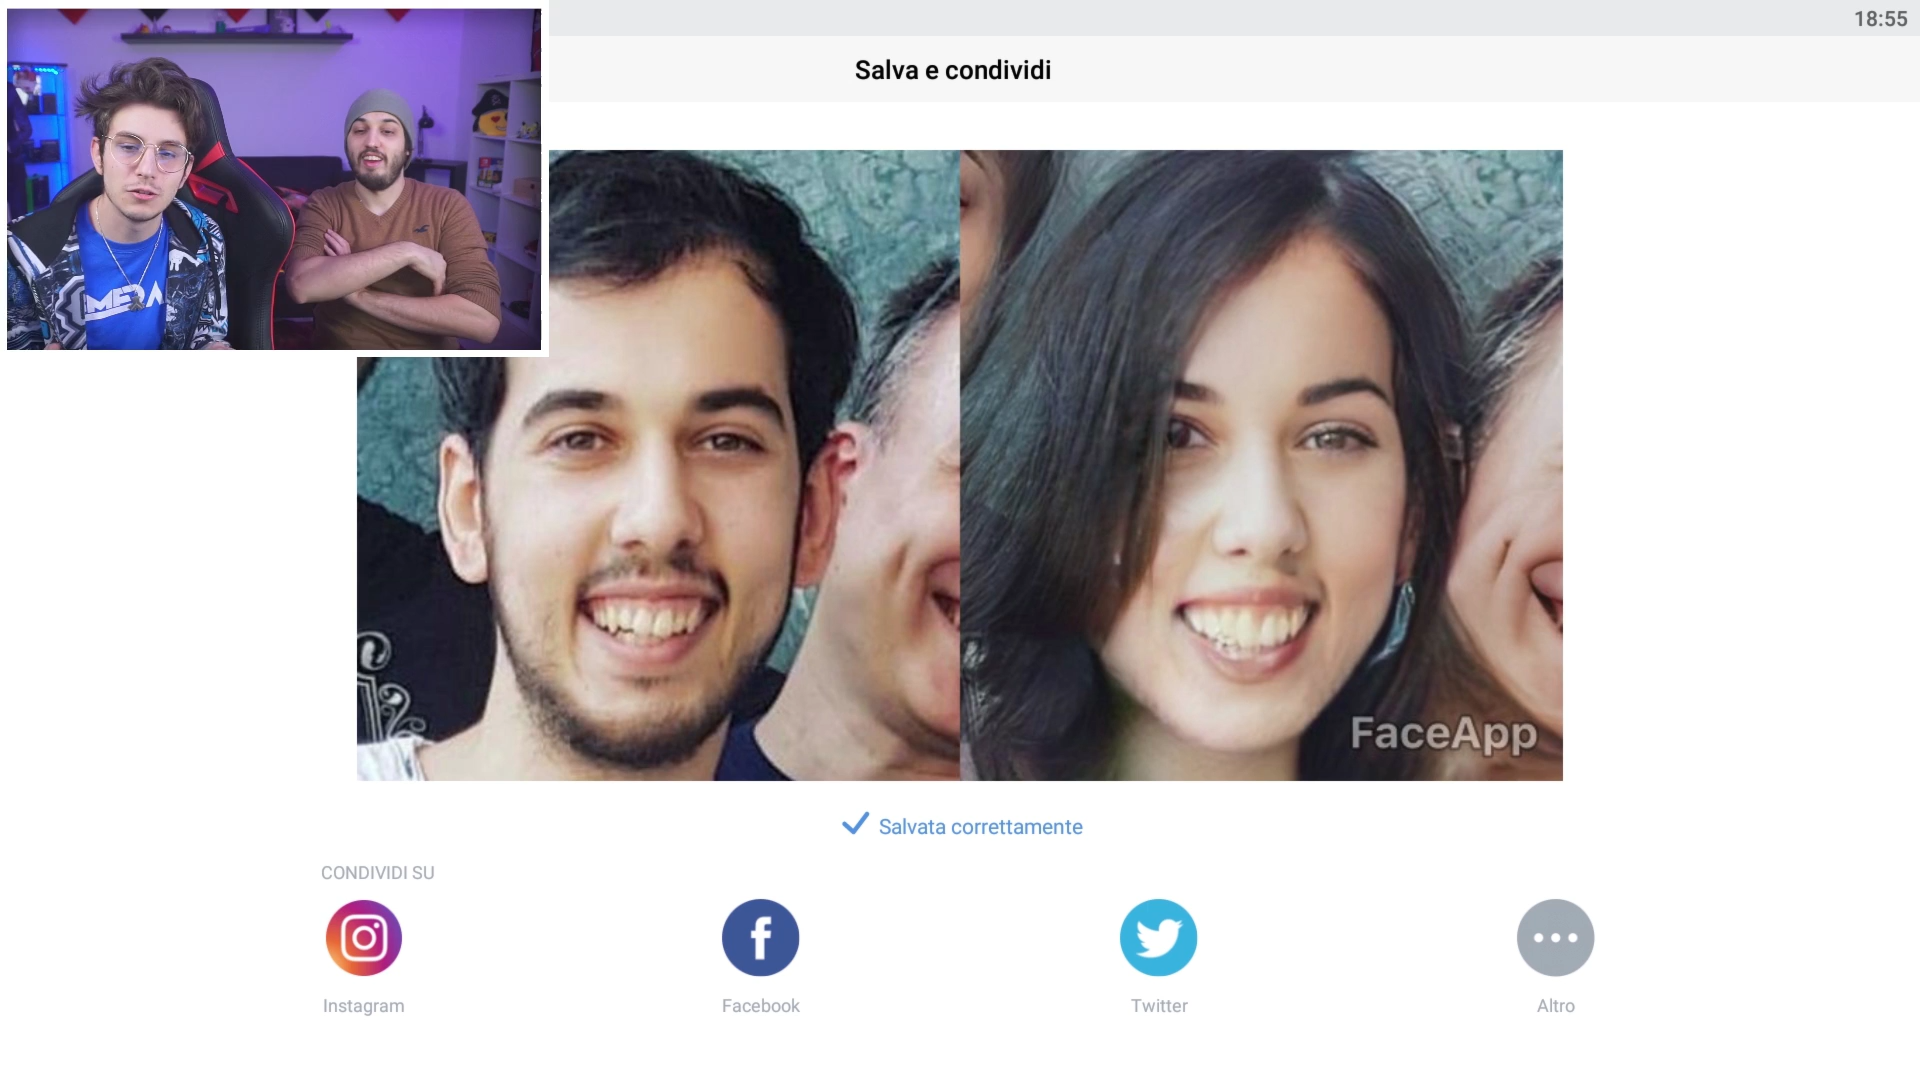 18:55
Salva e condividi
FaceApp
Salvata correttamente
CONDIVIDI SU
Instagram
Facebook
Twitter
Altro